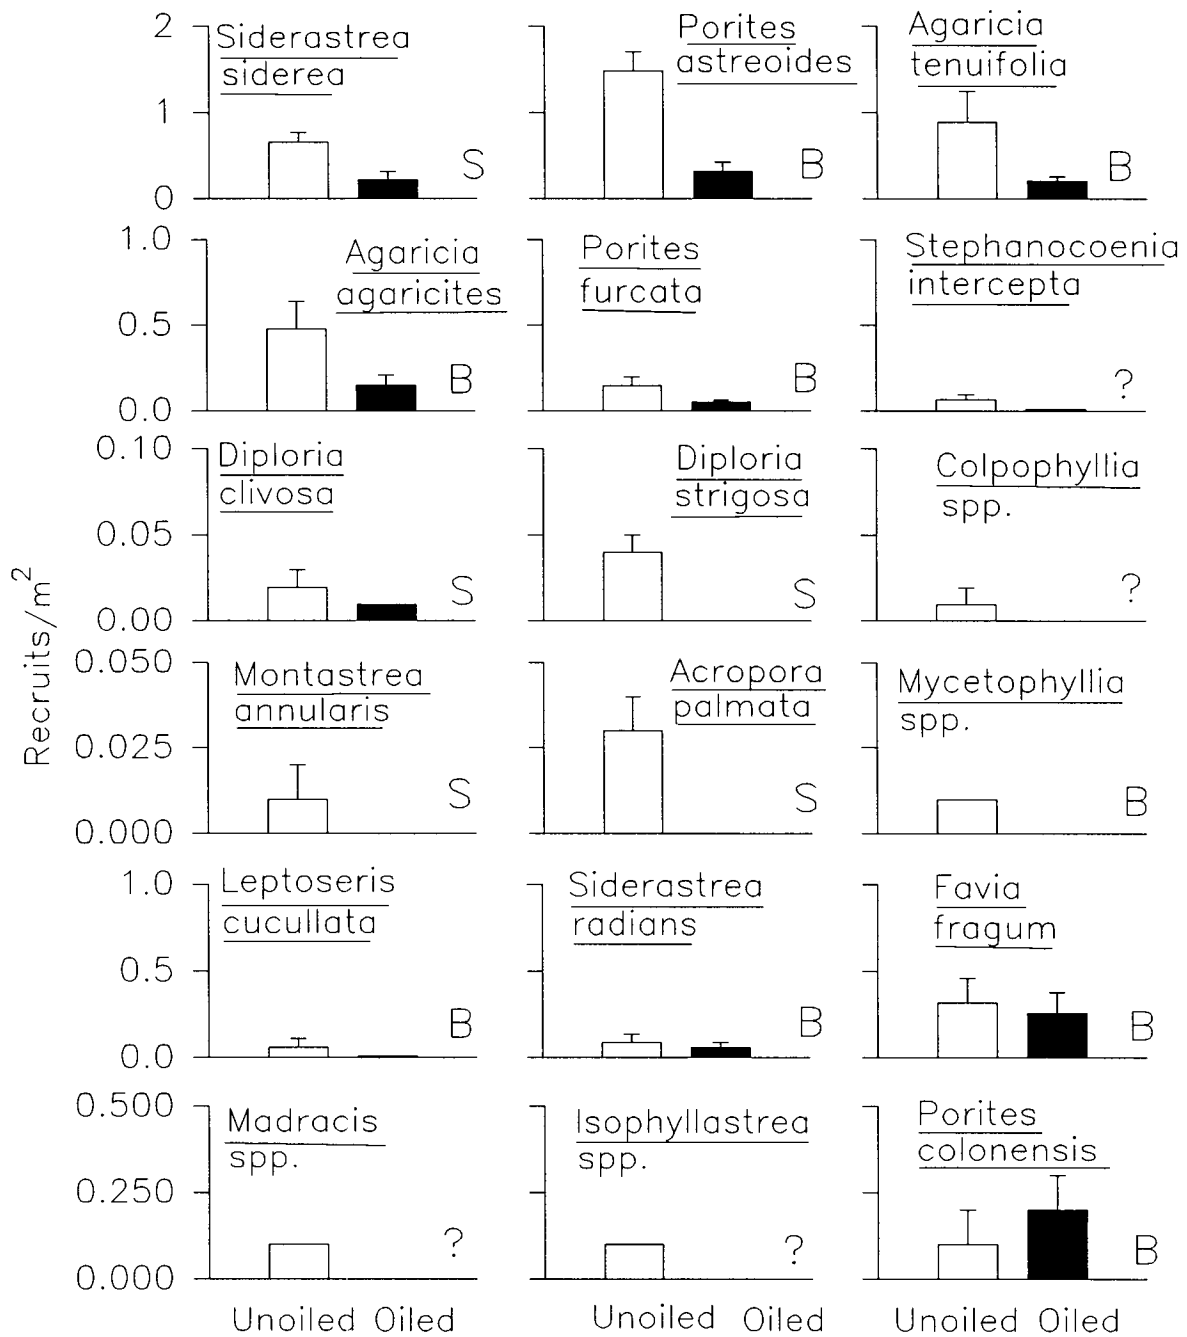 Recruits/m²
2
1
0
Siderastrea
siderea
S
Porites
astreoides
B
Agaricia
tenuifolia
B
1.0
0.5
0.0
Agaricia
agaricites
B
Porites
furcata
B
Stephanocoenia
intercepta
?
0.10
0.05
0.00
Diploria
clivosa
S
Diploria
strigosa
S
Colpophyllia
spp.
?
0.050
0.025
0.000
Montastrea
annularis
S
Acropora
palmata
S
Mycetophyllia
spp.
B
1.0
0.5
0.0
Leptoseris
cucullata
B
Siderastrea
radians
B
Favia
fragum
B
0.500
0.250
0.000
Madracis
spp.
?
Isophyllastrea
spp.
?
Porites
colonensis
B
Unoiled Oiled
Unoiled Oiled
Unoiled Oiled